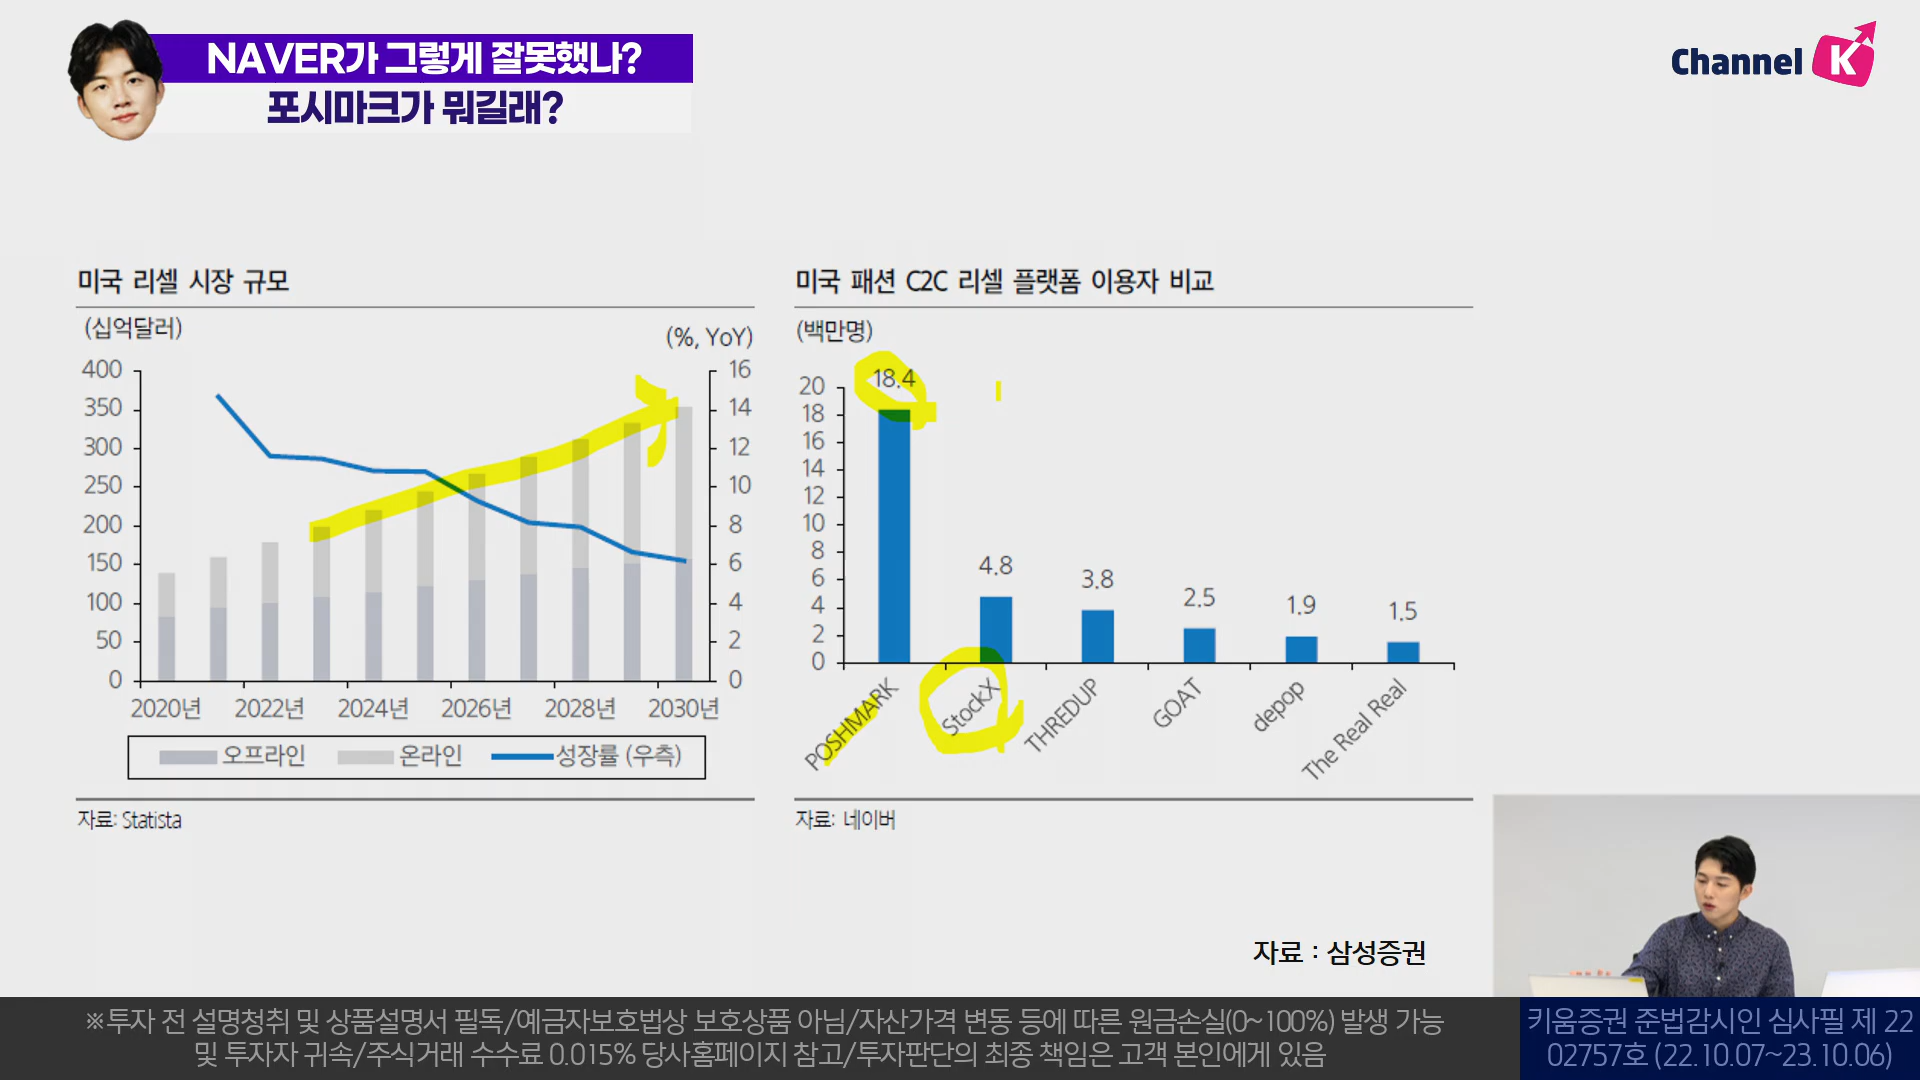 NAVER가 그렇게 잘못했나?
포시마크가 뭐길래?
Channel K
미국 리셀 시장 규모
(십억달러)
(%, YoY)
400
350
300
250
200
150
100
50
0
16
14
12
10
8
6
4
2
0
2020년 2022년 2024년 2026년 2028년 2030년
오프라인 온라인 성장률 (우측)
자료: Statista
미국 패션 C2C 리셀 플랫폼 이용자 비교
(백만명)
20
18
16
14
12
10
8
6
4
2
0
18.4
4.8
3.8
2.5
1.9
1.5
POSHMARK
StockX
THREDUP
GOAT
depop
The Real Real
자료: 네이버
자료 : 삼성증권
※투자 전 설명청취 및 상품설명서 필독/예금자보호법상 보호상품 아님/자산가격 변동 등에 따른 원금손실(0~100%) 발생 가능
및 투자자 귀속/주식거래 수수료 0.015% 당사홈페이지 참고/투자판단의 최종 책임은 고객 본인에게 있음
키움증권 준법감시인 심사필 제 22
02757호 (22.10.07~23.10.06)